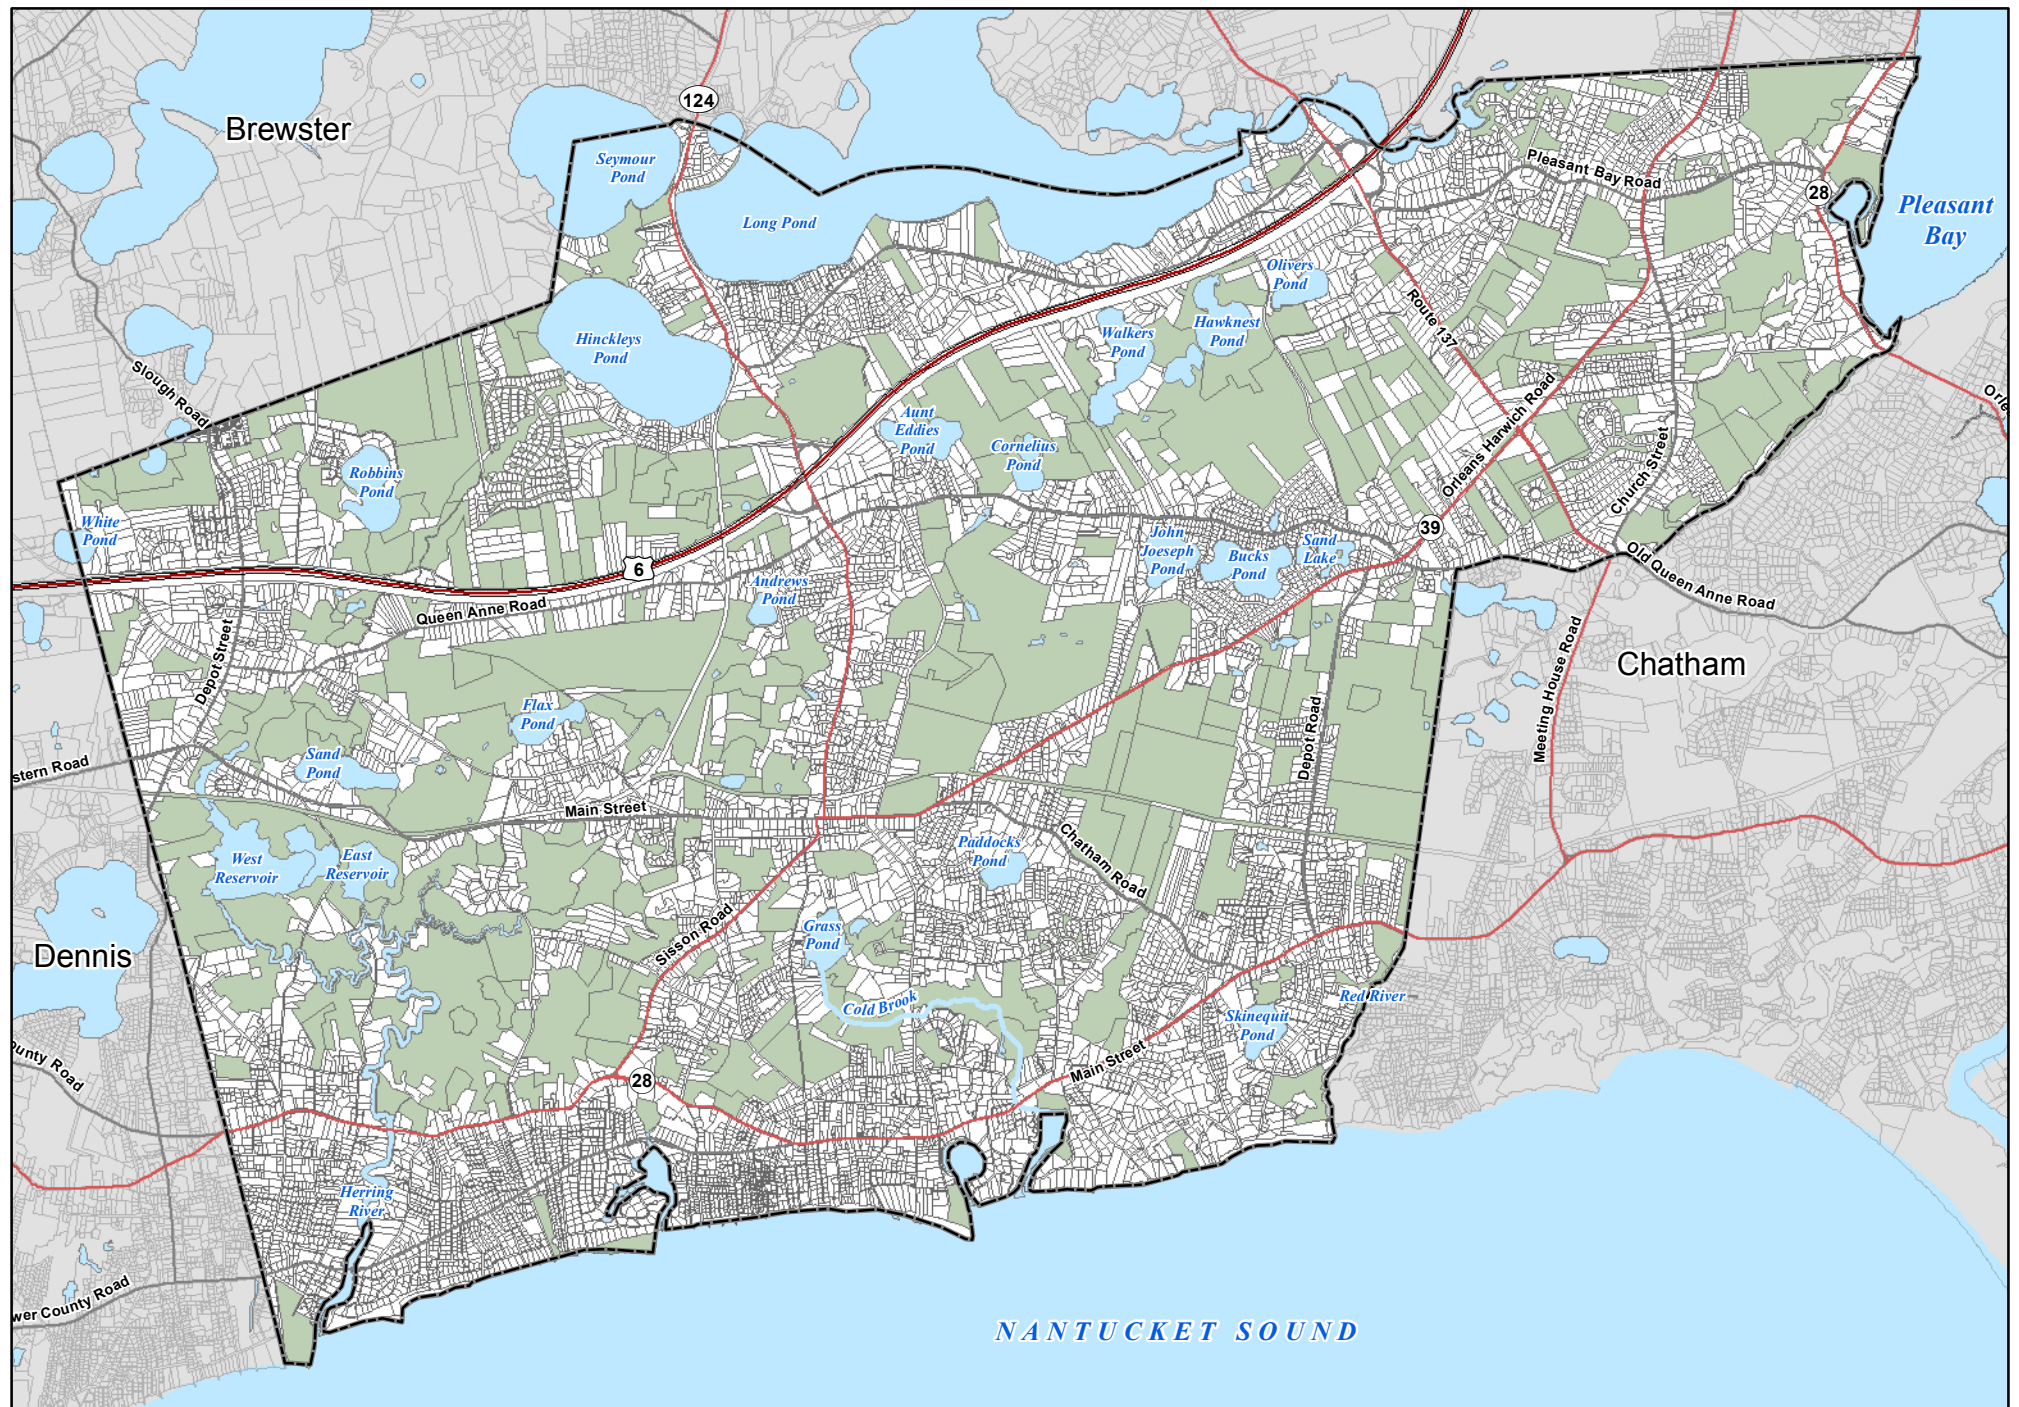 124
Brewster
Seymour
Pond
Pleasant Bay Road
28
Pleasant
Bay
Long Pond
Olivers
Pond
Route 137
Hinckleys
Pond
Walkers
Pond
Hawknest
Pond
Slough Road
Orle
Aunt
Eddies
Pond
Cornelius
Pond
Orleans Harwich Road
Church Street
Robbins
Pond
White
Pond
39
John
Joeseph
Pond
Bucks
Pond
Sand
Lake
6
Andrews
Pond
Old Queen Anne Road
Queen Anne Road
Depot Street
Meeting House Road
Chatham
Flax
Pond
Sand
Pond
Depot Road
stern Road
Main Street
Paddocks
Pond
Chatham Road
West
Reservoir
East
Reservoir
Grass
Pond
Sisson Road
Dennis
Cold Brook
Red River
Skinequit
Pond
ounty Road
28
Main Street
Herring
River
wer County Road
NANTUCKET SOUND